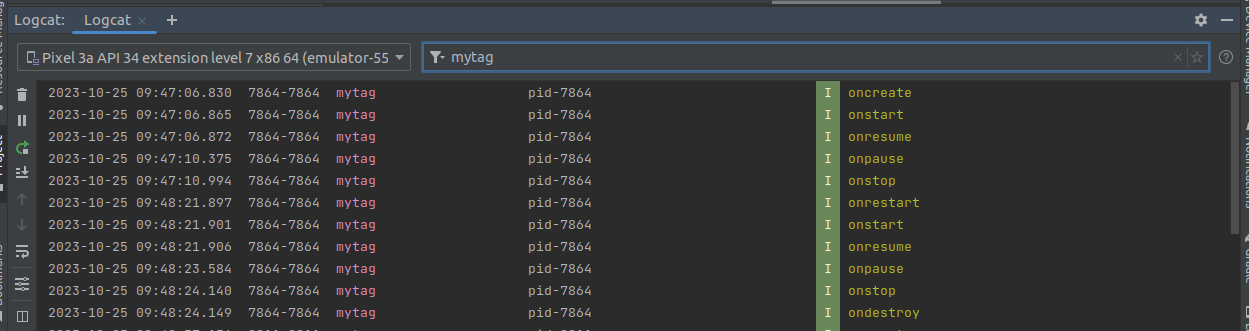 Logcat: Logcat × +
Pixel 3a API 34 extension level 7 x86 64 (emulator-55 mytag
2023-10-25 09:47:06.830 7864-7864 mytag pid-7864 I oncreate
2023-10-25 09:47:06.865 7864-7864 mytag pid-7864 I onstart
2023-10-25 09:47:06.872 7864-7864 mytag pid-7864 I onresume
2023-10-25 09:47:10.375 7864-7864 mytag pid-7864 I onpause
2023-10-25 09:47:10.994 7864-7864 mytag pid-7864 I onstop
2023-10-25 09:48:21.897 7864-7864 mytag pid-7864 I onrestart
2023-10-25 09:48:21.901 7864-7864 mytag pid-7864 I onstart
2023-10-25 09:48:21.906 7864-7864 mytag pid-7864 I onresume
2023-10-25 09:48:23.584 7864-7864 mytag pid-7864 I onpause
2023-10-25 09:48:24.140 7864-7864 mytag pid-7864 I onstop
2023-10-25 09:48:24.149 7864-7864 mytag pid-7864 I ondestroy
Project